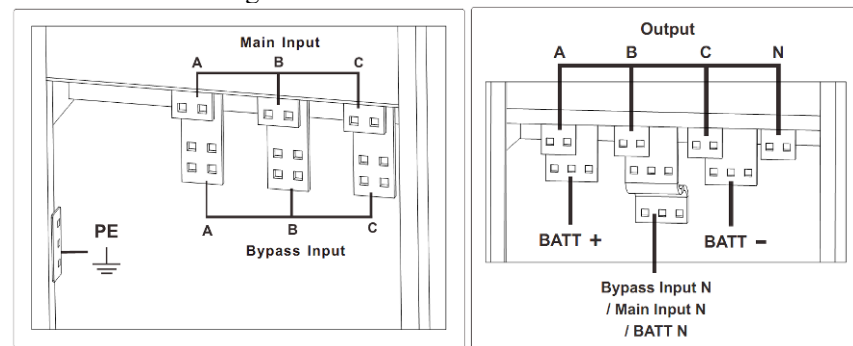 Main Input
A B C
PE
A B C
Bypass Input
Output
A B C N
BATT +
BATT -
Bypass Input N
/ Main Input N
/ BATT N